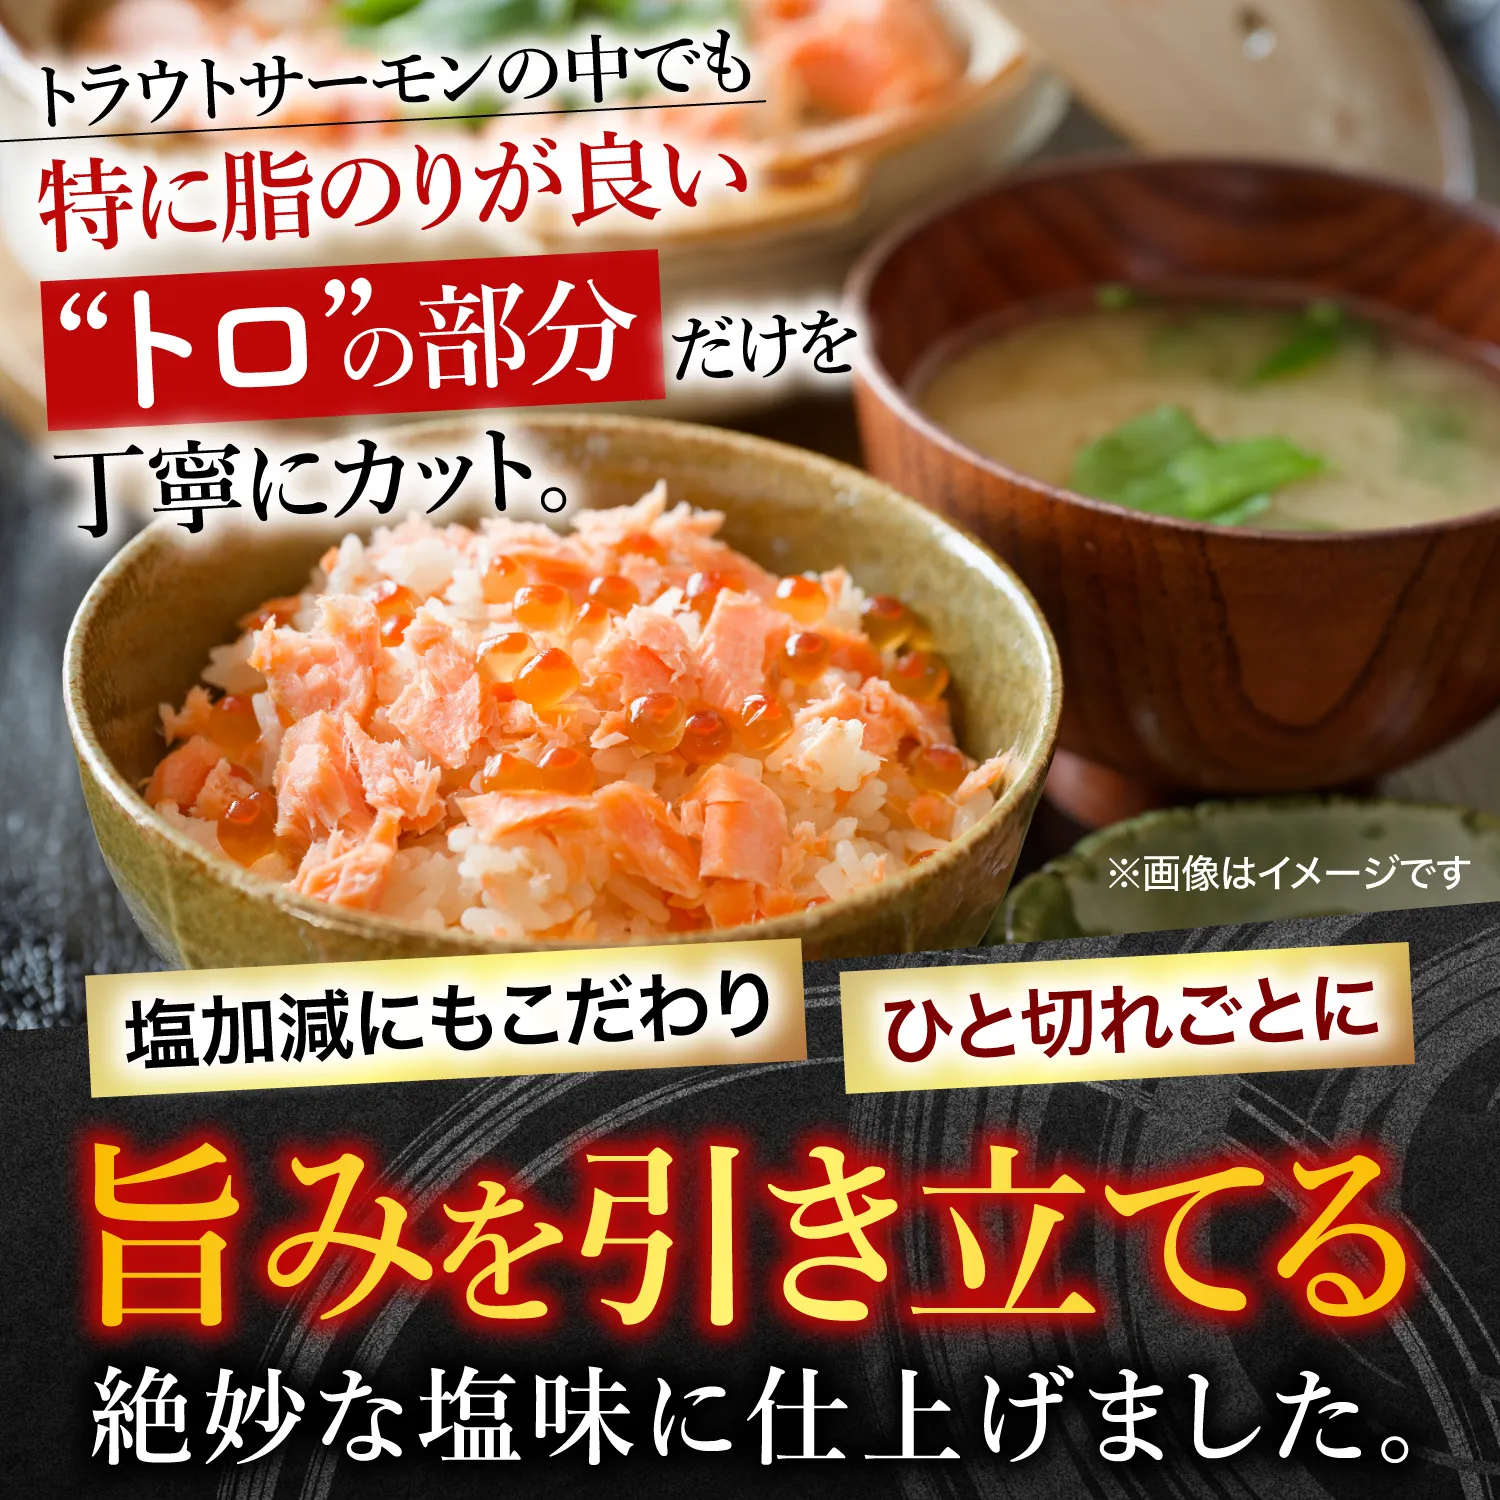 トラウトサーモンの中でも
特に脂のりが良い
“トロ”の部分だけを
丁寧にカット。
※画像はイメージです
塩加減にもこだわり
ひと切れごとに
旨みを引き立てる
絶妙な塩味に仕上げました。